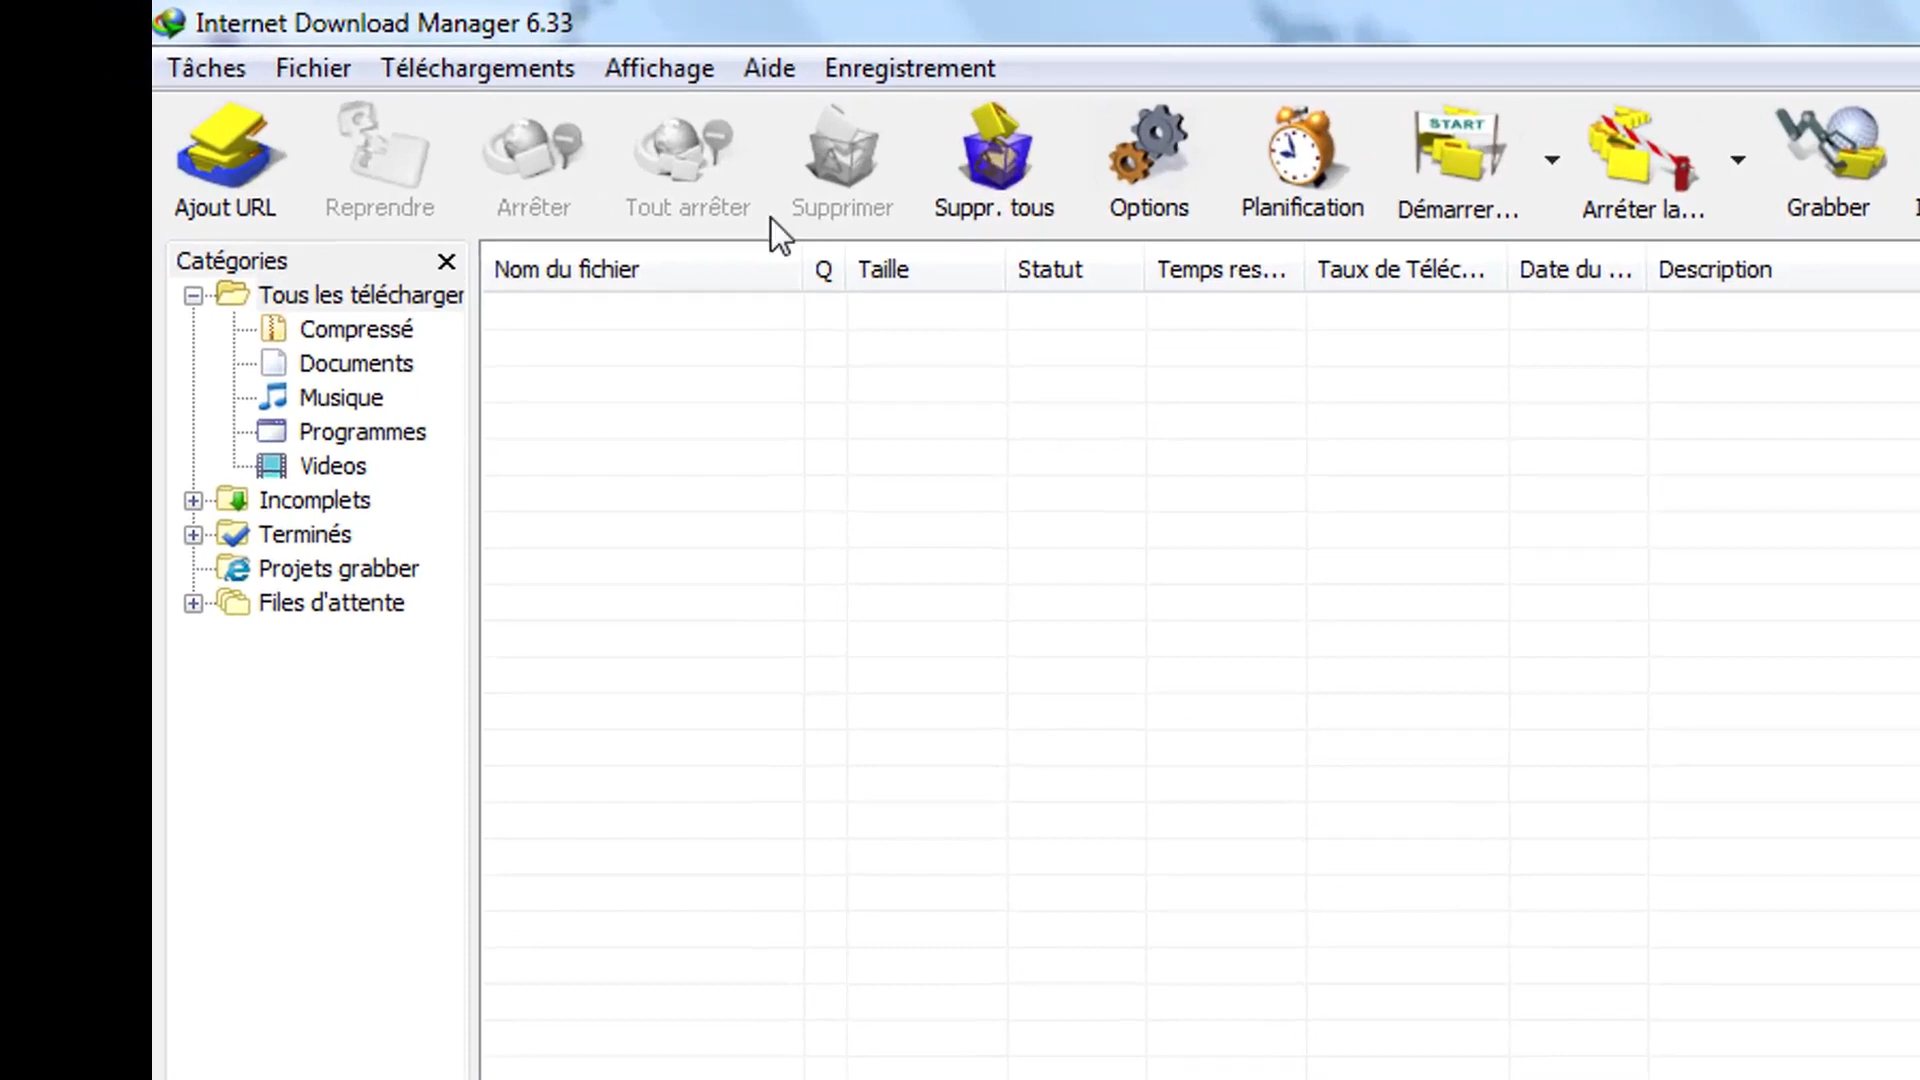 Internet Download Manager 6.33
Tâches Fichier Téléchargements Affichage Aide Enregistrement
START
Ajout URL Reprendre Arrêter Tout arrêter Supprimer Suppr. tous Options Planification Démarrer... Arréter la... Grabber
Catégories
Nom du fichier Q Taille Statut Temps res... Taux de Téléc... Date du ... Description
Tous les télécharger
Compressé
Documents
Musique
Programmes
Videos
Incomplets
Terminés
Projets grabber
Files d'attente